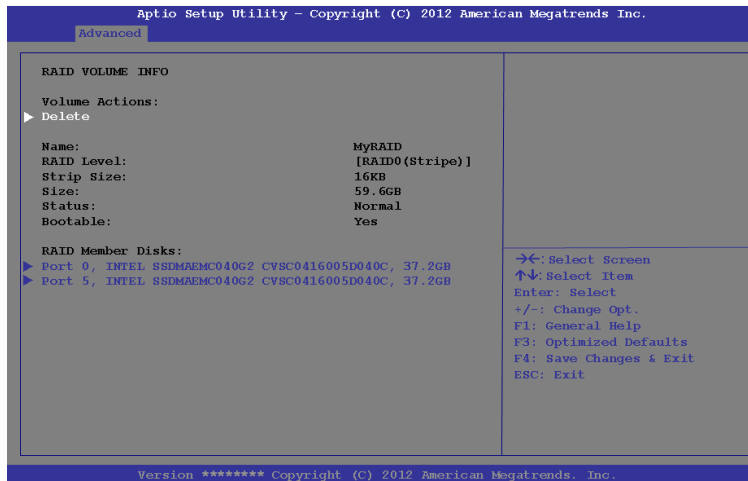 Aptio Setup Utility – Copyright (C) 2012 American Megatrends Inc.
Advanced
RAID VOLUME INFO
Volume Actions:
▶ Delete
Name: MyRAID
RAID Level: [RAID0(Stripe)]
Strip Size: 16KB
Size: 59.6GB
Status: Normal
Bootable: Yes
RAID Member Disks:
▶ Port 0, INTEL SSDMAEMC040G2 CVSC0416005D040C, 37.2GB
▶ Port 5, INTEL SSDMAEMC040G2 CVSC0416005D040C, 37.2GB
→←: Select Screen
↑↓: Select Item
Enter: Select
+/-: Change Opt.
F1: General Help
F3: Optimized Defaults
F4: Save Changes & Exit
ESC: Exit
Version ******** Copyright (C) 2012 American Megatrends. Inc.